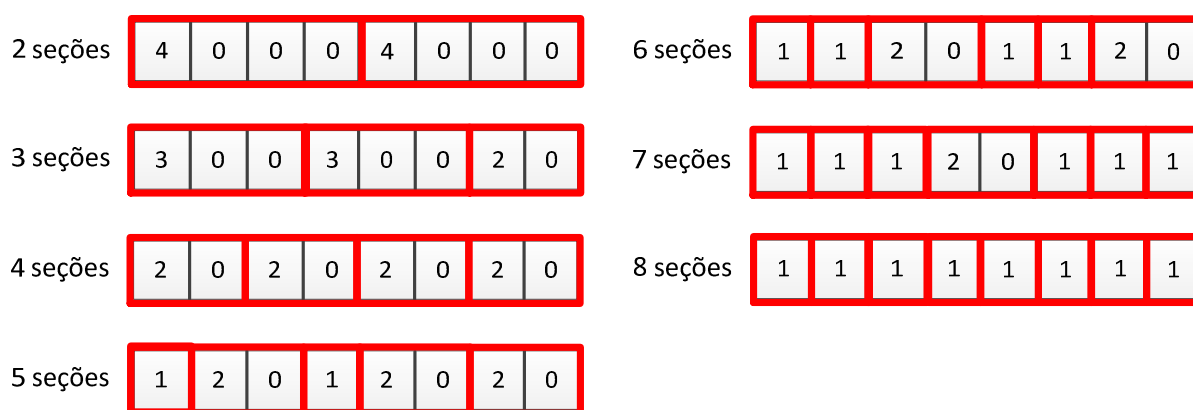 2 seções 4 0 0 0 4 0 0 0
3 seções 3 0 0 3 0 0 2 0
4 seções 2 0 2 0 2 0 2 0
5 seções 1 2 0 1 2 0 2 0
6 seções 1 1 2 0 1 1 2 0
7 seções 1 1 1 2 0 1 1 1
8 seções 1 1 1 1 1 1 1 1